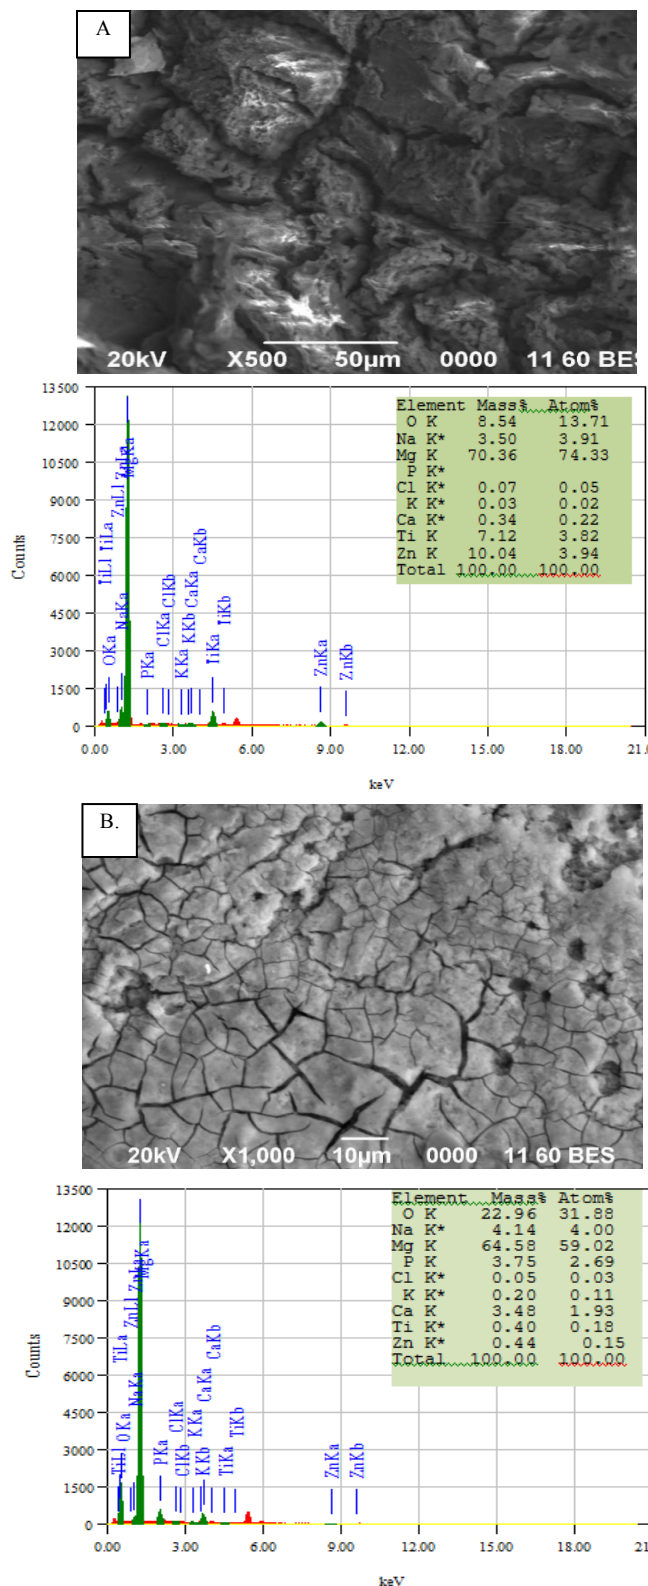 A
20kV X500 50µm 0000 11 60 BES
13500
12000
10500
9000
7500
6000
4500
3000
1500
0
Counts
TiLl
TiLa
OKa
NaKa
ZnLl
ZnLa
MgKa
PKa
ClKa
ClKb
KKa
KKb
CaKa
CaKb
TiKa
TiKb
ZnKa
ZnKb
Element Mass% Atom%
O K 8.54 13.71
Na K* 3.50 3.91
Mg K 70.36 74.33
P K*
Cl K* 0.07 0.05
K K* 0.03 0.02
Ca K* 0.34 0.22
Ti K 7.12 3.82
Zn K 10.04 3.94
Total 100.00 100.00
0.00 3.00 6.00 9.00 12.00 15.00 18.00 21.0
keV
B.
20kV X1,000 10µm 0000 11 60 BES
13500
12000
10500
9000
7500
6000
4500
3000
1500
0
Counts
TiLl
TiLa
OKa
NaKa
ZnLl
ZnLa
MgKa
PKa
ClKa
ClKb
KKa
KKb
CaKa
CaKb
TiKa
TiKb
ZnKa
ZnKb
Element Mass% Atom%
O K 22.96 31.88
Na K* 4.14 4.00
Mg K 64.58 59.02
P K 3.75 2.69
Cl K* 0.05 0.03
K K* 0.20 0.11
Ca K 3.48 1.93
Ti K* 0.40 0.18
Zn K* 0.44 0.15
Total 100.00 100.00
0.00 3.00 6.00 9.00 12.00 15.00 18.00 21
keV